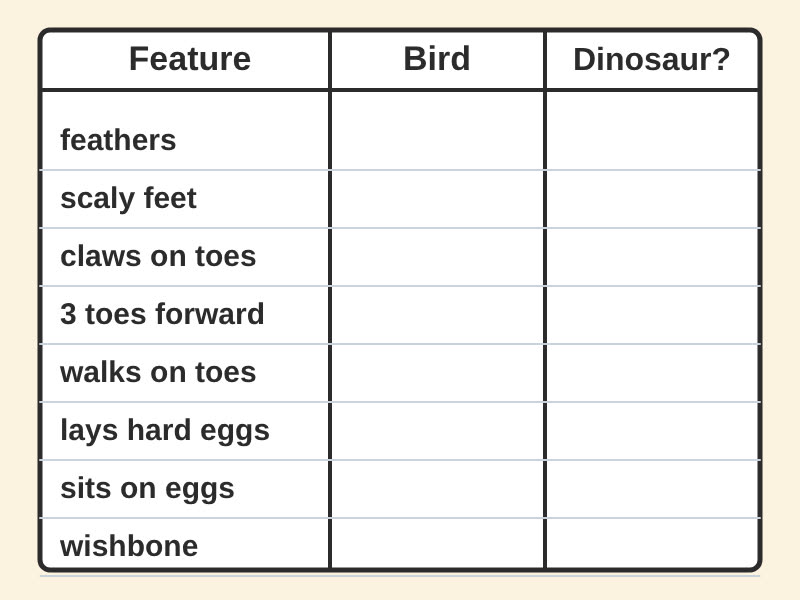 Feature Bird Dinosaur?
feathers
scaly feet
claws on toes
3 toes forward
walks on toes
lays hard eggs
sits on eggs
wishbone